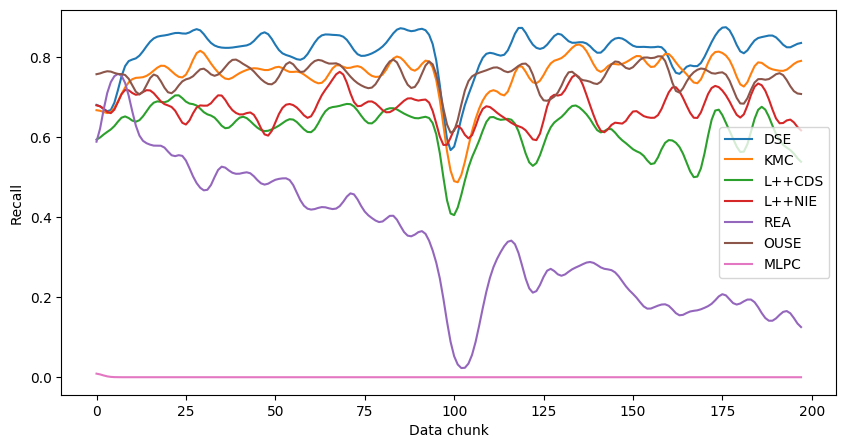 Recall
0.8
0.6
0.4
0.2
0.0
DSE
KMC
L++CDS
L++NIE
REA
OUSE
MLPC
0 25 50 75 100 125 150 175 200
Data chunk